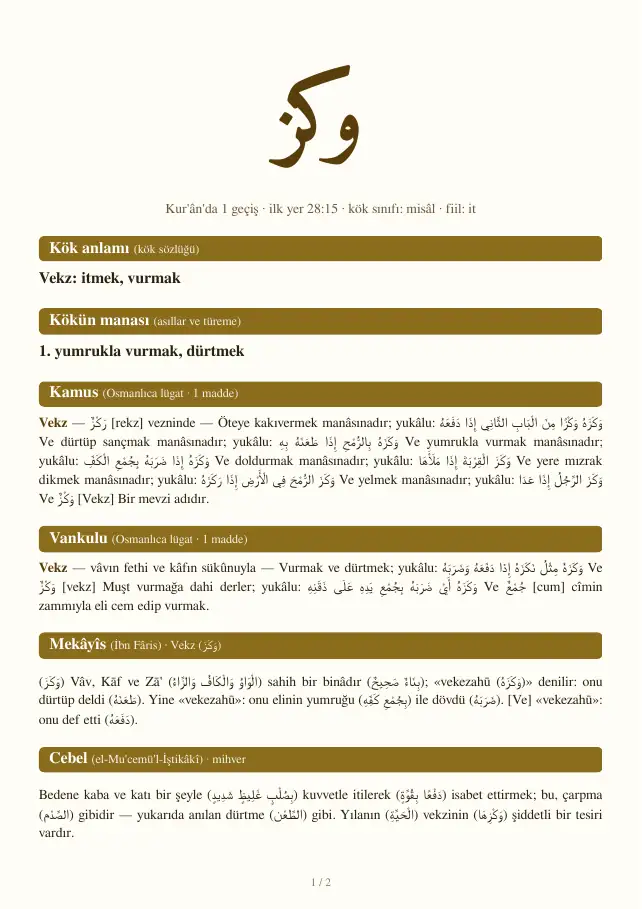 وكز
Kur'ân'da 1 geçiş · ilk yer 28:15 · kök sınıfı: misâl · fiil: it
Kök anlamı (kök sözlüğü)
Vekz: itmek, vurmak
Kökün manası (asıllar ve türeme)
1. yumrukla vurmak, dürtmek
Kamus (Osmanlıca lügat · 1 madde)
Vekz — رَكْزٌ [rekz] vezninde — Öteye kakıvermek manâsınadır; yukâlu: وَكَزَهُ وَكْزًا مِنَ الْبَابِ الثَّانِي إِذَا دَفَعَهُ
Ve dürtüp sançmak manâsınadır; yukâlu: وَكَزَهُ بِالرُّمْحِ إِذَا طَعَنَهُ بِهِ Ve yumrukla vurmak manâsınadır;
yukâlu: وَكَزَهُ إِذَا ضَرَبَهُ بِجُمْعِ الْكَفِّ Ve doldurmak manâsınadır; yukâlu: وَكَزَ الْقِرْبَةَ إِذَا مَلَأَهَا Ve yere mızrak
dikmek manâsınadır; yukâlu: وَكَزَ الرُّمْحَ فِي الْأَرْضِ إِذَا رَكَزَهُ Ve yelmek manâsınadır; yukâlu: وَكَزَ الرَّجُلُ إِذَا عَدَا
Ve وَكْزٌ [Vekz] Bir mevzi adıdır.
Vankulu (Osmanlıca lügat · 1 madde)
Vekz — vâvın fethi ve kâfın sükûnuyla — Vurmak ve dürtmek; yukâlu: وَكَزَهُ مِثْلُ نَكَزَهُ إِذَا دَفَعَهُ وَضَرَبَهُ Ve
وَكْزٌ [vekz] Muşt vurmağa dahi derler; yukâlu: وَكَزَهُ أَيْ ضَرَبَهُ بِجُمْعِ يَدِهِ عَلَى ذَقَنِهِ Ve جُمْعٌ [cum] cîmin
zammıyla eli cem edip vurmak.
Mekâyîs (İbn Fâris) · Vekz (وَكَزَ)
(وَكَزَ) Vâv, Kāf ve Zā' (الْوَاوُ وَالْكَافُ وَالزَّاءُ) sahih bir binâdır (بِنَاءٌ صَحِيحٌ); «vekezahū (وَكَزَهُ)» denilir: onu
dürtüp deldi (طَعَنَهُ). Yine «vekezahū»: onu elinin yumruğu (بِجُمْعِ كَفِّهِ) ile dövdü (ضَرَبَهُ). [Ve] «vekezahū»:
onu def etti (دَفَعَهُ).
Cebel (el-Mu'cemü'l-İştikâkî) · mihver
Bedene kaba ve katı bir şeyle (بِصُلْبٍ غَلِيظٍ شَدِيدٍ) kuvvetle itilerek (دَفْعًا بِقُوَّةٍ) isabet ettirmek; bu, çarpma
(الصَّدْم) gibidir — yukarıda anılan dürtme (الطَّعْن) gibi. Yılanın (الْحَيَّةِ) vekzinin (وَكْزِهَا) şiddetli bir tesiri
vardır.
1 / 2